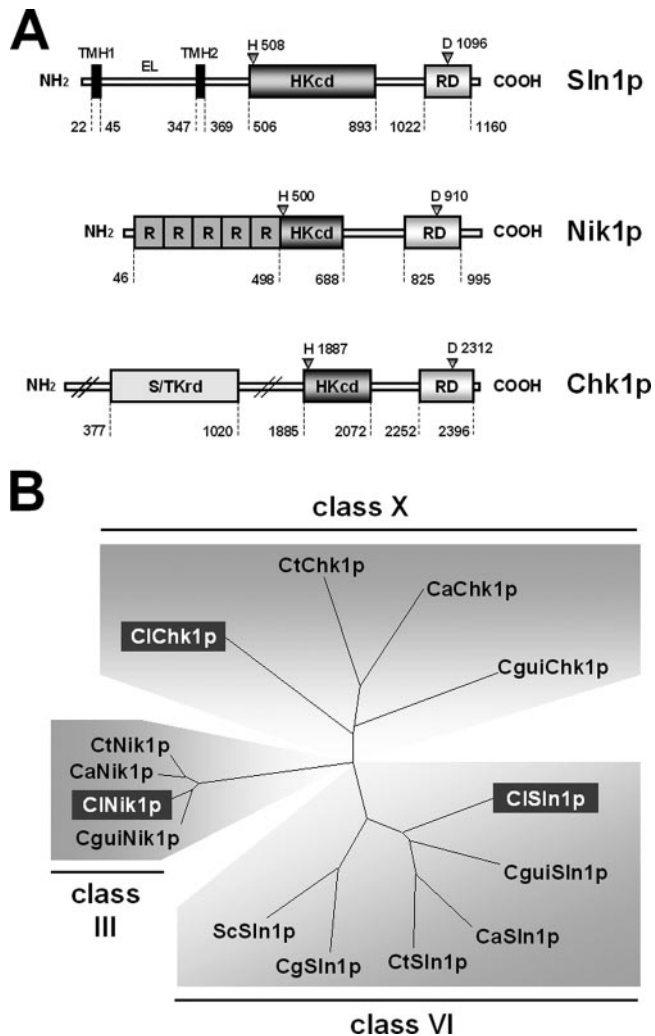 A
TMH1 EL TMH2 H 508 D 1096
NH2 HKcd RD COOH Sln1p
22 45 347 369 506 893 1022 1160
H 500 D 910
NH2 R R R R R HKcd RD COOH Nik1p
46 498 688 825 995
H 1887 D 2312
NH2 S/TKrd HKcd RD COOH Chk1p
377 1020 1885 2072 2252 2396
B
class X
CtChk1p
CaChk1p
ClChk1p
CguiChk1p
CtNik1p
CaNik1p
ClNik1p
CguiNik1p
class
III
ClSln1p
CguiSln1p
CaSln1p
CtSln1p
CgSln1p
ScSln1p
class VI